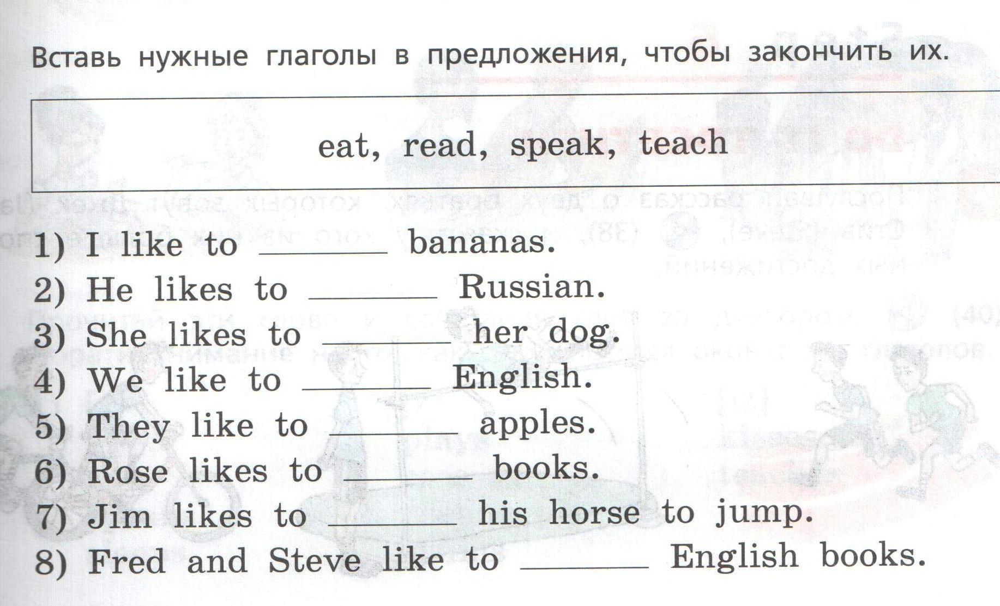 Вставь нужные глаголы в предложения, чтобы закончить их.
eat, read, speak, teach
1) I like to ________ bananas.
2) He likes to ________ Russian.
3) She likes to ________ her dog.
4) We like to ________ English.
5) They like to ________ apples.
6) Rose likes to ________ books.
7) Jim likes to ________ his horse to jump.
8) Fred and Steve like to ________ English books.